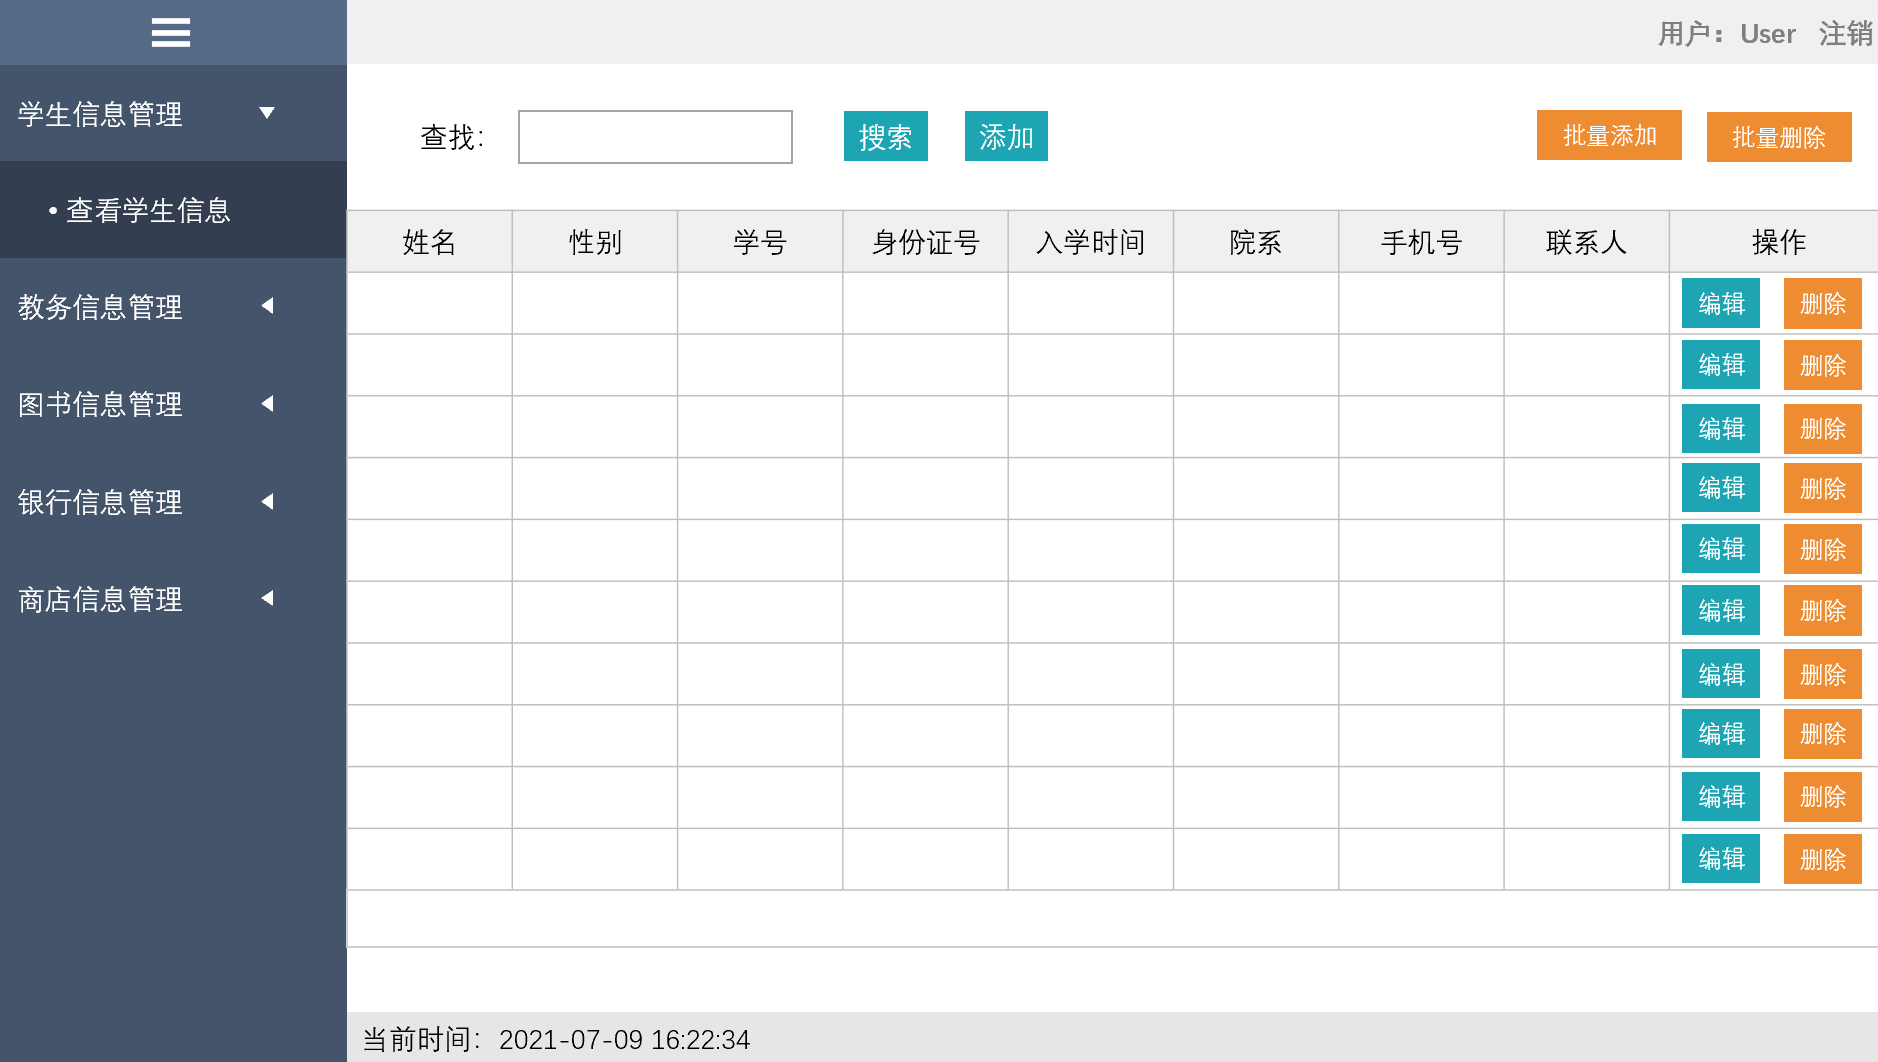 用户：User 注销
学生信息管理
• 查看学生信息
教务信息管理
图书信息管理
银行信息管理
商店信息管理
查找： 搜索 添加 批量添加 批量删除
姓名 性别 学号 身份证号 入学时间 院系 手机号 联系人 操作
编辑 删除
编辑 删除
编辑 删除
编辑 删除
编辑 删除
编辑 删除
编辑 删除
编辑 删除
编辑 删除
编辑 删除
当前时间：2021-07-09 16:22:34